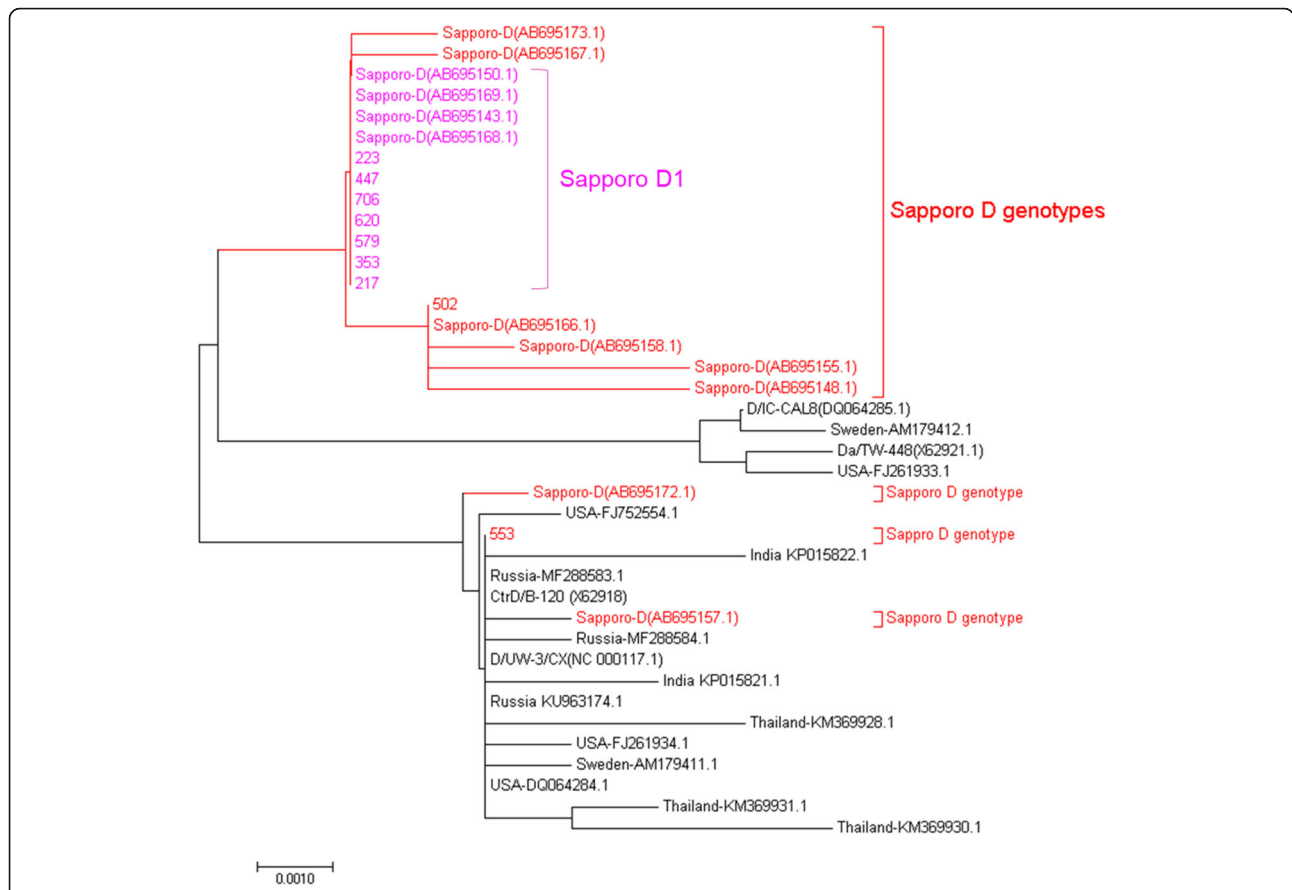 Sapporo-D(AB695173.1)
Sapporo-D(AB695167.1)
Sapporo-D(AB695150.1)
Sapporo-D(AB695169.1)
Sapporo-D(AB695143.1)
Sapporo-D(AB695168.1)
223
447
706
620
579
353
217
Sapporo D1
Sapporo D genotypes
502
Sapporo-D(AB695166.1)
Sapporo-D(AB695158.1)
Sapporo-D(AB695155.1)
Sapporo-D(AB695148.1)
D/IC-CAL8(DQ064285.1)
Sweden-AM179412.1
Da/TW-448(X62921.1)
USA-FJ261933.1
Sapporo-D(AB695172.1) Sapporo D genotype
USA-FJ752554.1
553 Sappro D genotype
India KP015822.1
Russia-MF288583.1
CtrD/B-120 (X62918)
Sapporo-D(AB695157.1) Sapporo D genotype
Russia-MF288584.1
D/UW-3/CX(NC 000117.1)
India KP015821.1
Russia KU963174.1
Thailand-KM369928.1
USA-FJ261934.1
Sweden-AM179411.1
USA-DQ064284.1
Thailand-KM369931.1
Thailand-KM369930.1
0.0010